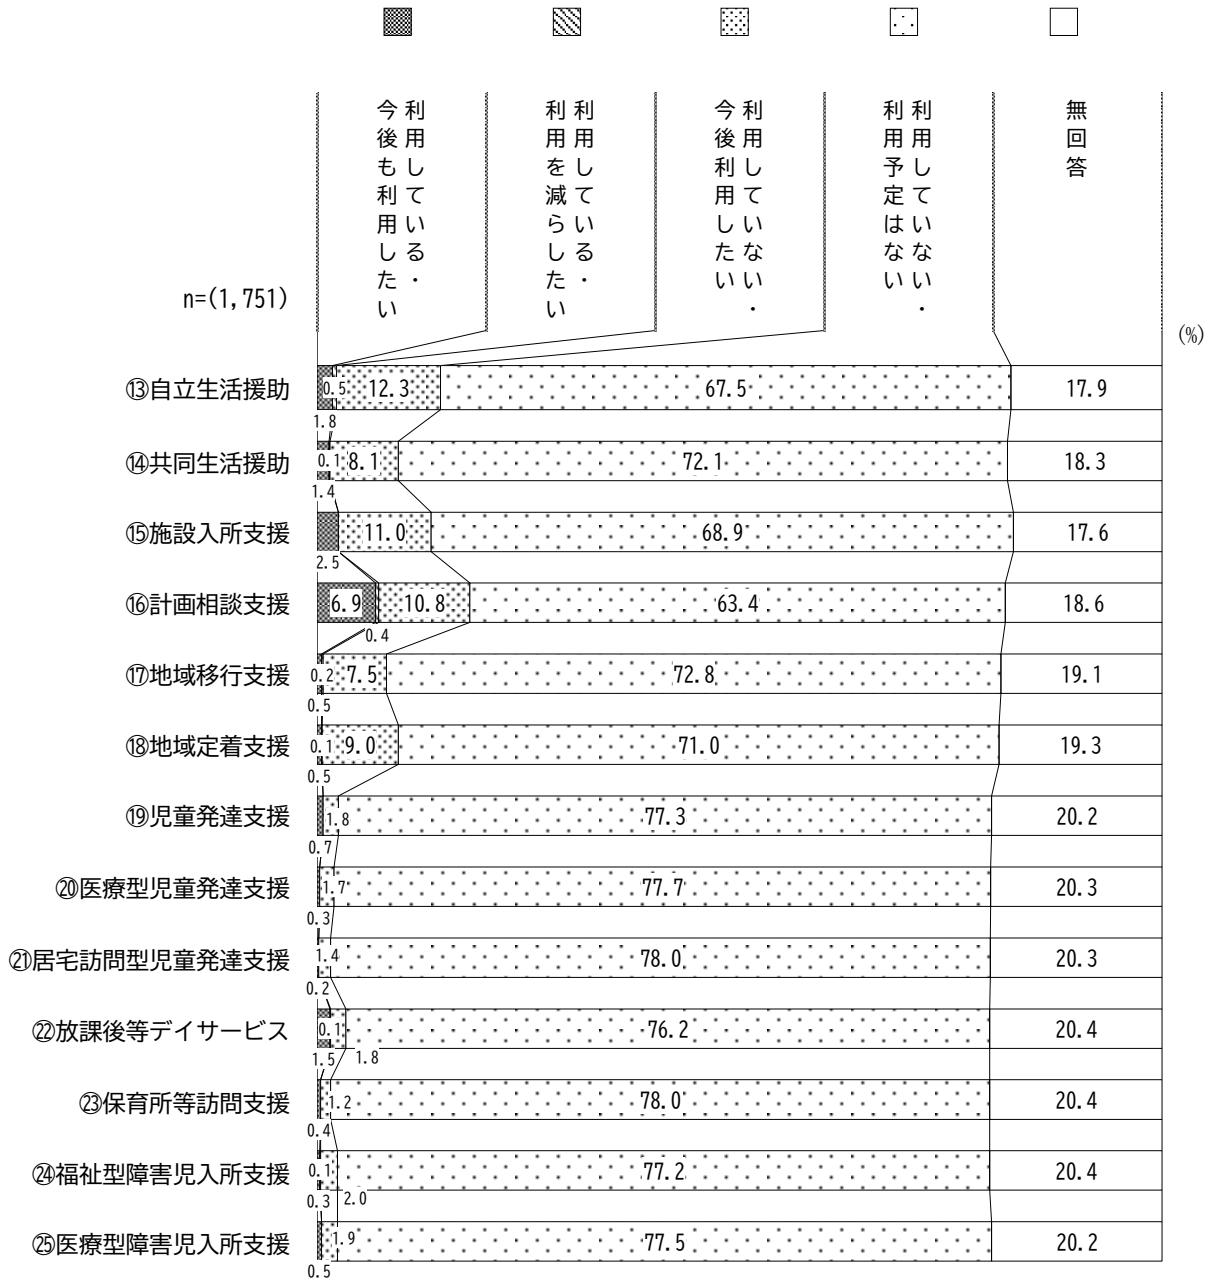 利用している・
今後も利用したい
利用している・
利用を減らしたい
利用していない・
今後利用したい
利用していない・
利用予定はない
無回答
n=(1,751)
(%)
⑬自立生活援助 0.5 12.3 67.5 17.9
1.8
⑭共同生活援助 0.1 8.1 72.1 18.3
1.4
⑮施設入所支援 11.0 68.9 17.6
2.5
⑯計画相談支援 6.9 10.8 63.4 18.6
0.4
⑰地域移行支援 0.2 7.5 72.8 19.1
0.5
⑱地域定着支援 0.1 9.0 71.0 19.3
0.5
⑲児童発達支援 1.8 77.3 20.2
0.7
⑳医療型児童発達支援 1.7 77.7 20.3
0.3
㉑居宅訪問型児童発達支援 1.4 78.0 20.3
0.2
㉒放課後等デイサービス 0.1 76.2 20.4
1.5 1.8
㉓保育所等訪問支援 1.2 78.0 20.4
0.4
㉔福祉型障害児入所支援 0.1 77.2 20.4
0.3 2.0
㉕医療型障害児入所支援 1.9 77.5 20.2
0.5